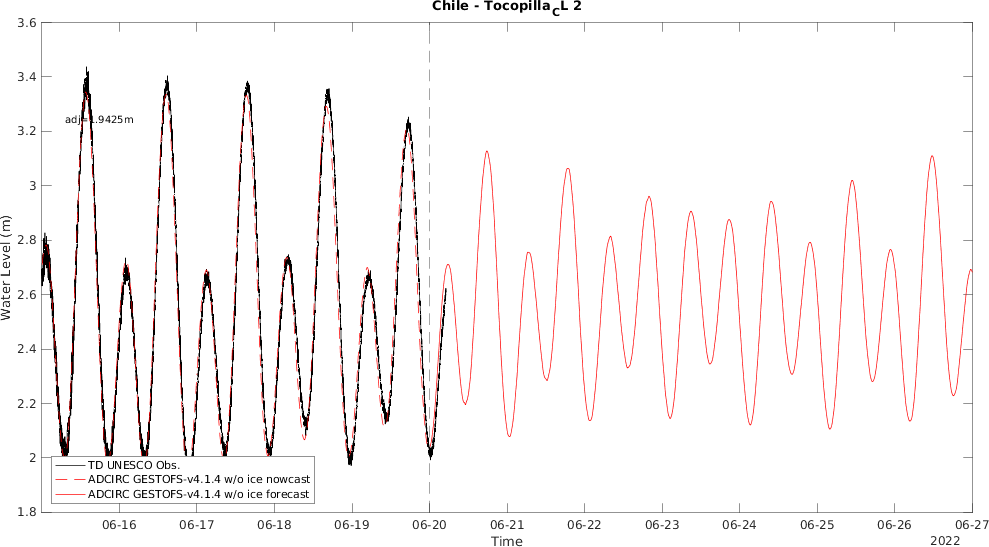 Chile - Tocopilla_CL 2
3.6
3.4
3.2
3
2.8
2.6
2.4
2.2
2
1.8
Water Level (m)
adj=1.9425m
TD UNESCO Obs.
ADCIRC GESTOFS-v4.1.4 w/o ice nowcast
ADCIRC GESTOFS-v4.1.4 w/o ice forecast
06-16 06-17 06-18 06-19 06-20 06-21 06-22 06-23 06-24 06-25 06-26 06-27
Time
2022